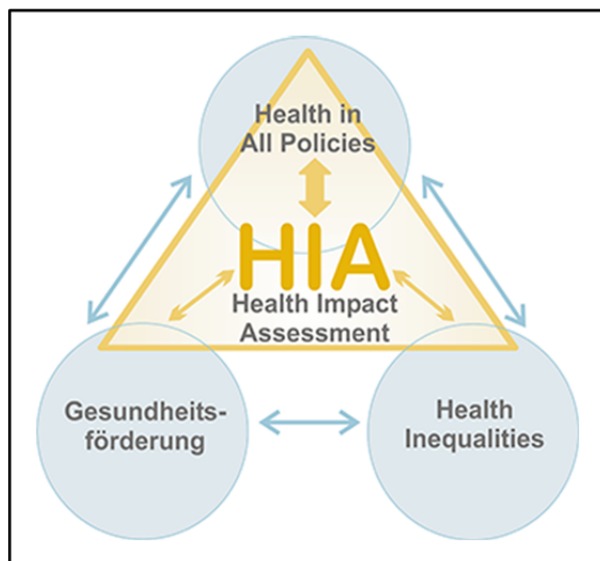 Health in
All Policies
HIA
Health Impact
Assessment
Gesundheits-
förderung
Health
Inequalities